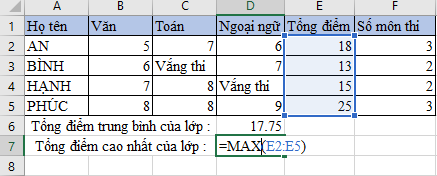 A B C D E F
1 Họ tên Văn Toán Ngoại ngữ Tổng điểm Số môn thi
2 AN 5 7 6 18 3
3 BÌNH 6 Vắng thi 7 13 2
4 HẠNH 7 8 Vắng thi 15 2
5 PHÚC 8 8 9 25 3
6 Tổng điểm trung bình của lớp : 17.75
7 Tổng điểm cao nhất của lớp : =MAX(E2:E5)
8